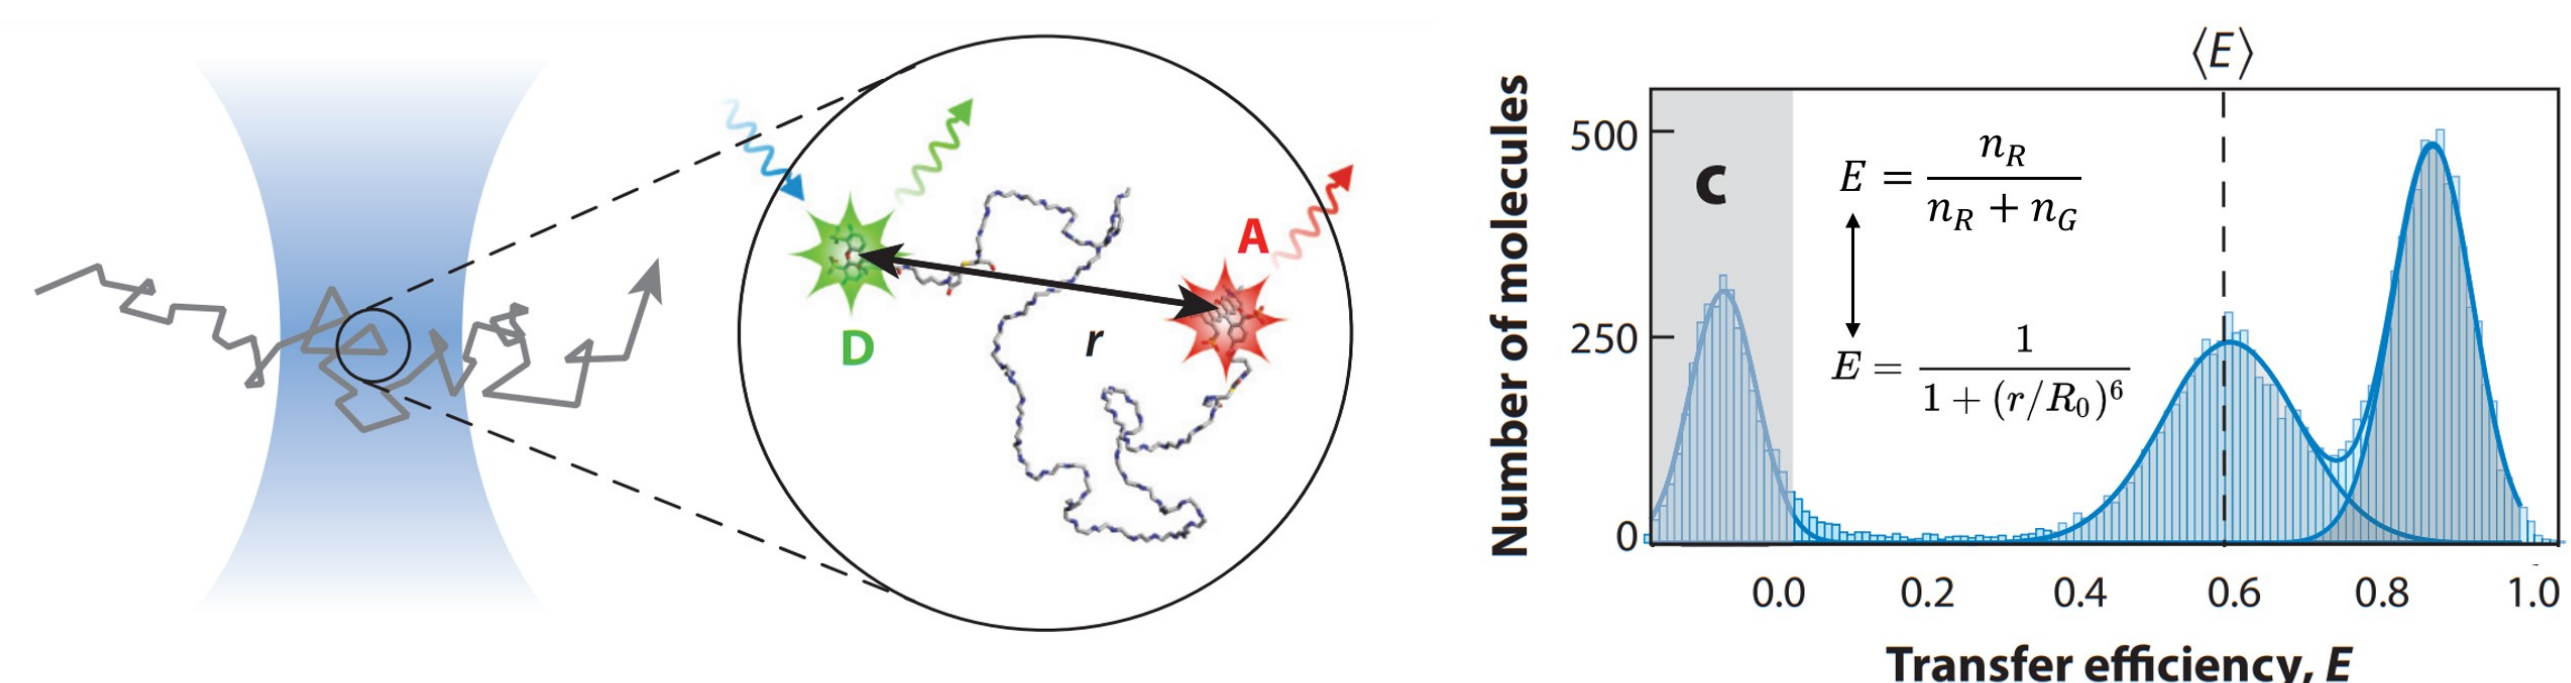 D
A
r
⟨E⟩
Number of molecules
500
250
0
C
E = n_R / (n_R + n_G)
E = 1 / (1 + (r/R_0)^6)
0.0 0.2 0.4 0.6 0.8 1.0
Transfer efficiency, E